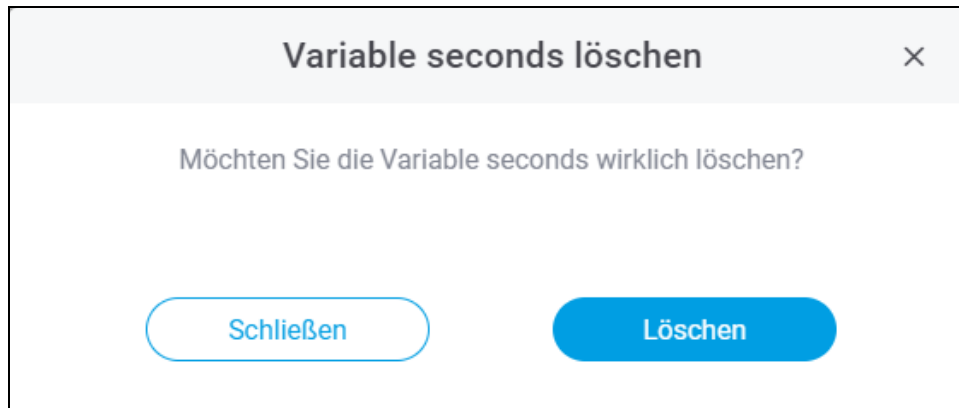 Variable seconds löschen
Möchten Sie die Variable seconds wirklich löschen?
Schließen
Löschen